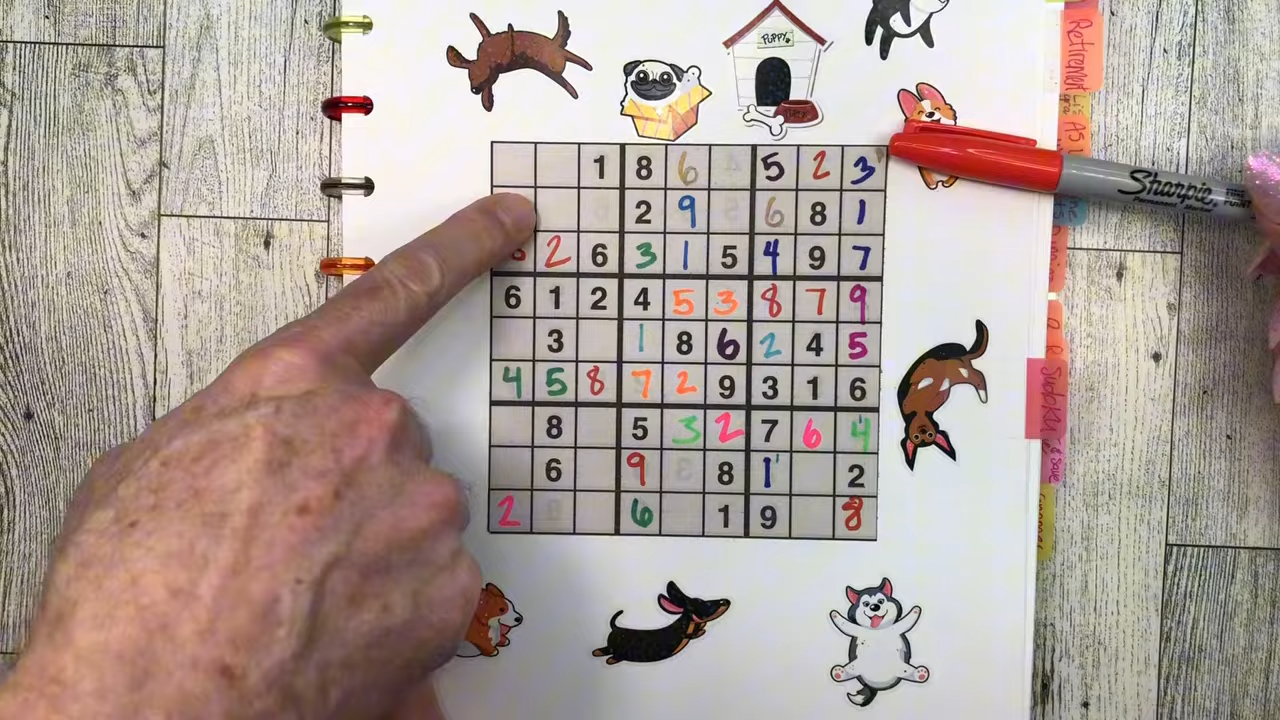 PUPPY
1 8 6 5 2 3
2 9 6 8 1
2 6 3 1 5 4 9 7
6 1 2 4 5 3 8 7 9
3 1 8 6 2 4 5
4 5 8 7 2 9 3 1 6
8 5 3 2 7 6 4
6 9 8 1 2
2 6 1 9 8
Sharpie
Retirement
Sudoku